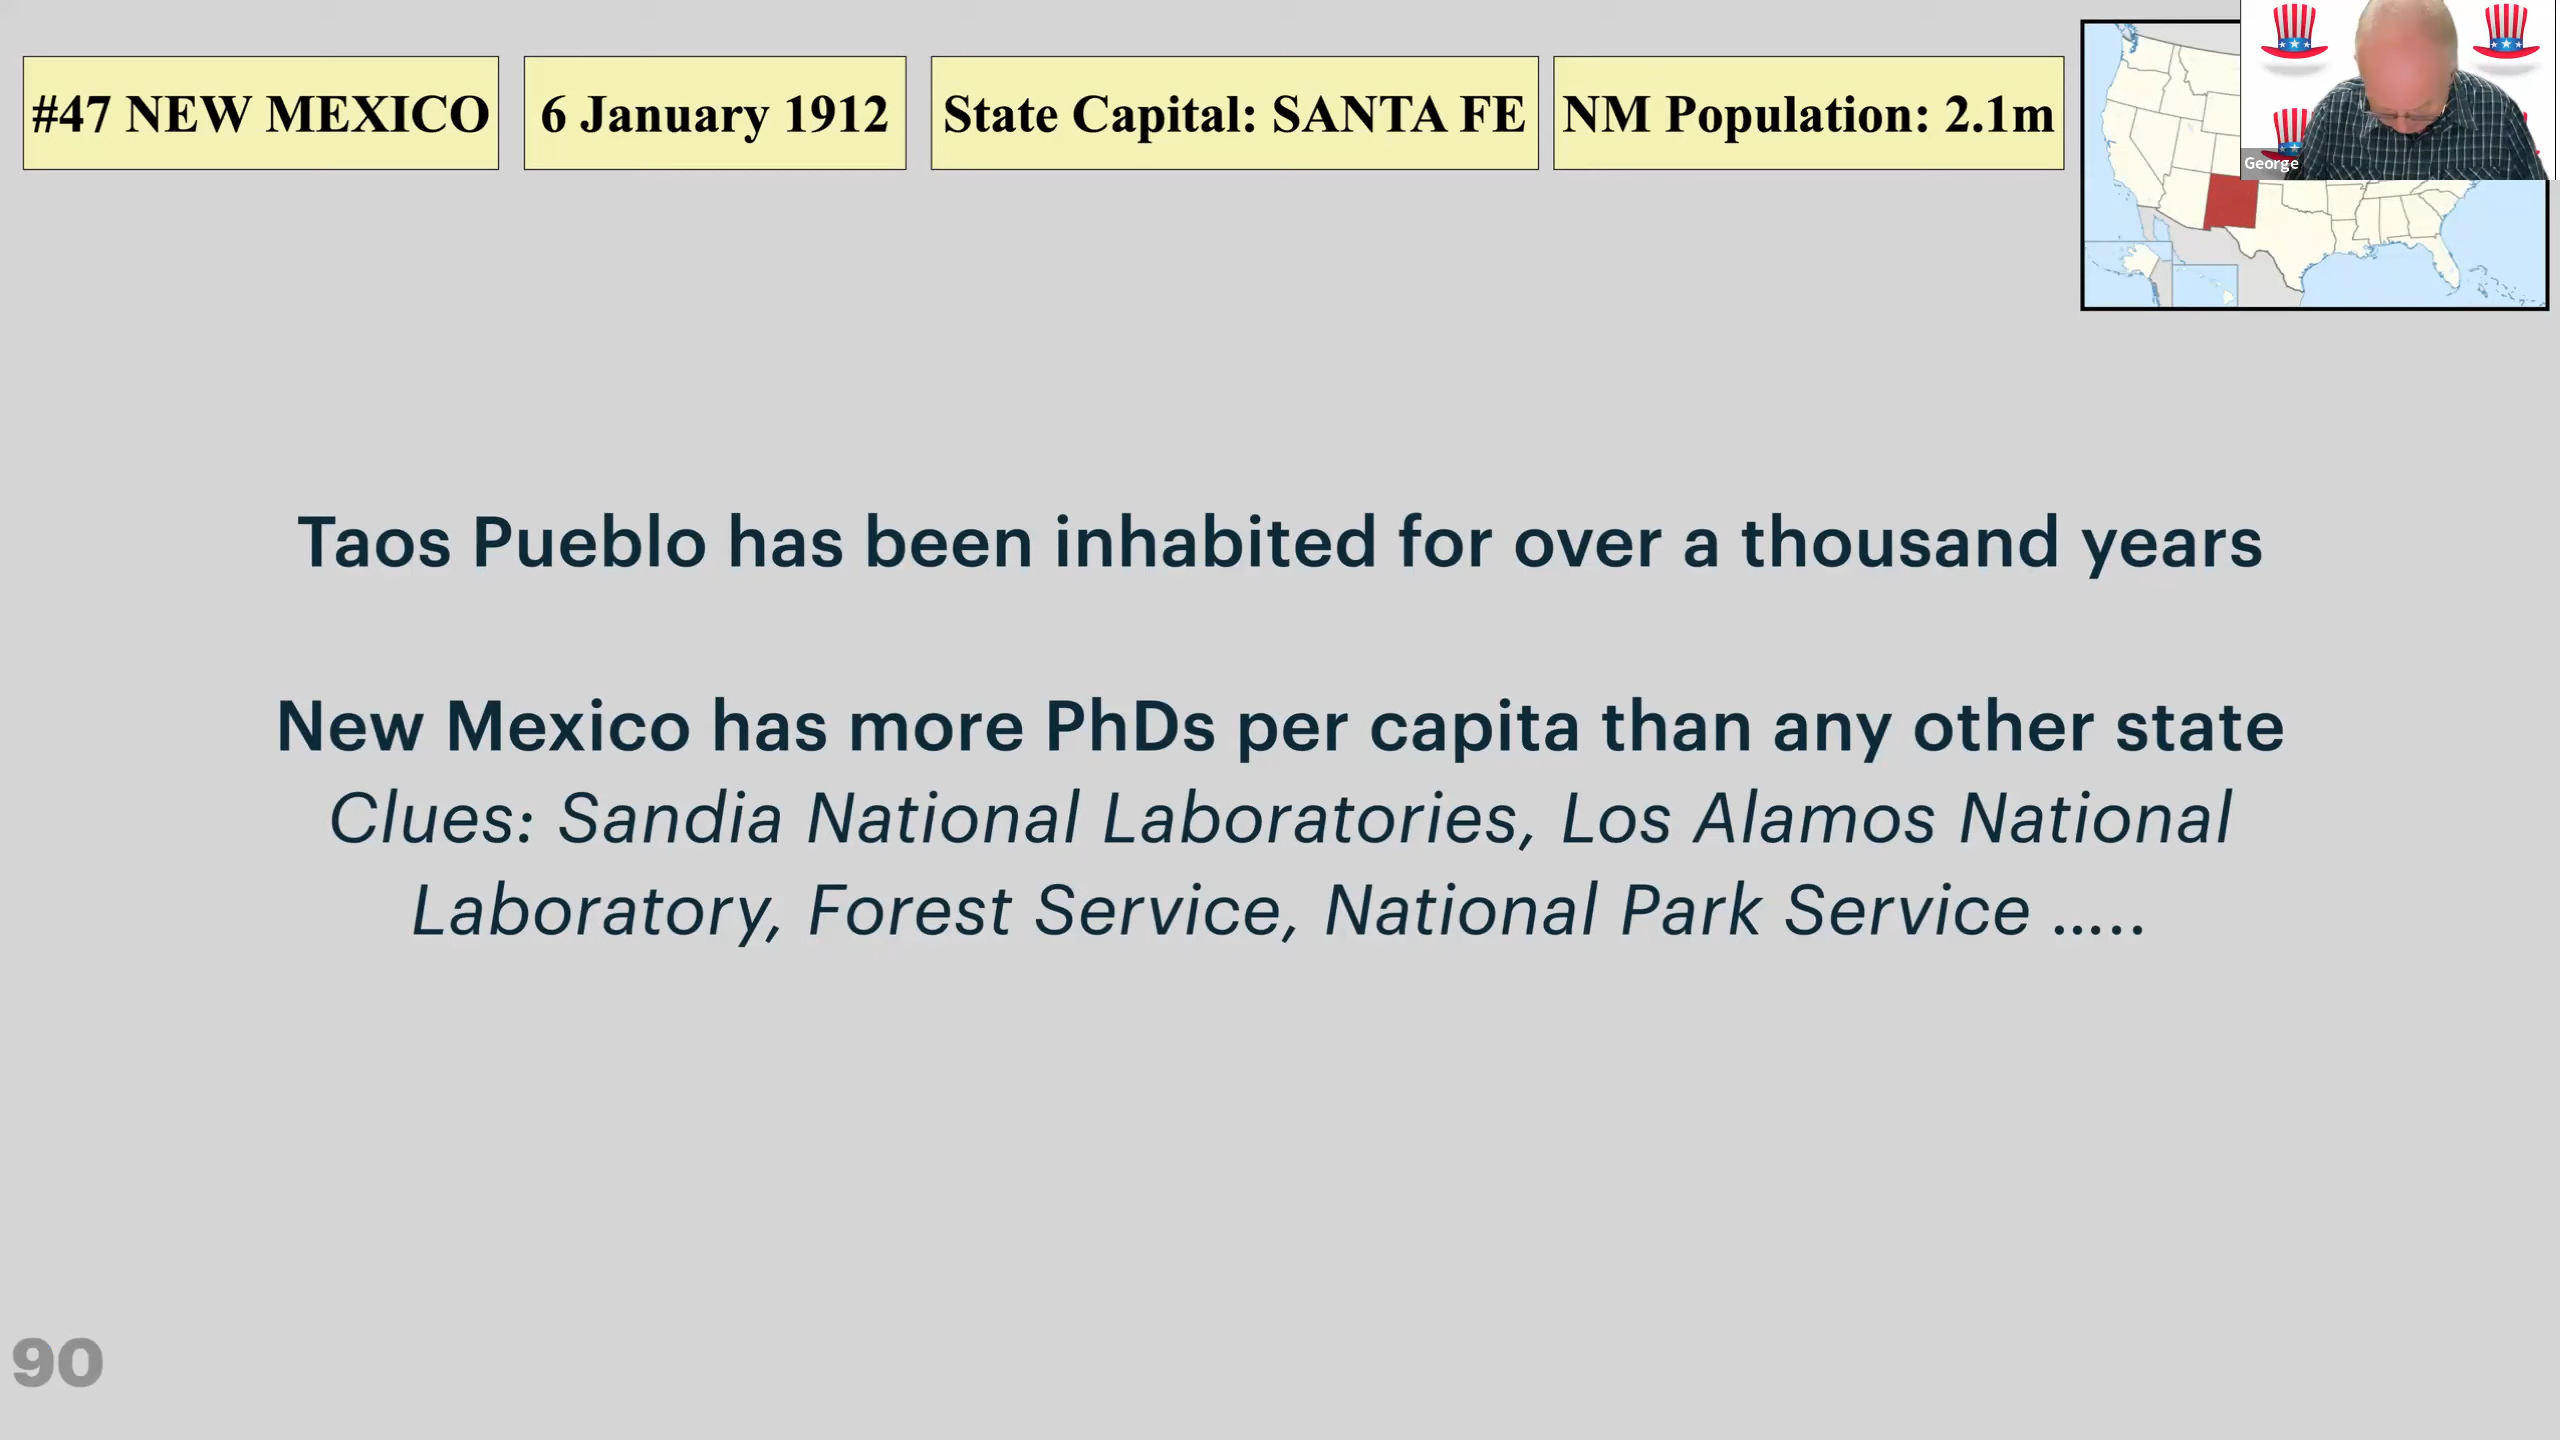 #47 NEW MEXICO
6 January 1912
State Capital: SANTA FE
NM Population: 2.1m
George
Taos Pueblo has been inhabited for over a thousand years
New Mexico has more PhDs per capita than any other state
Clues: Sandia National Laboratories, Los Alamos National
Laboratory, Forest Service, National Park Service .....
90